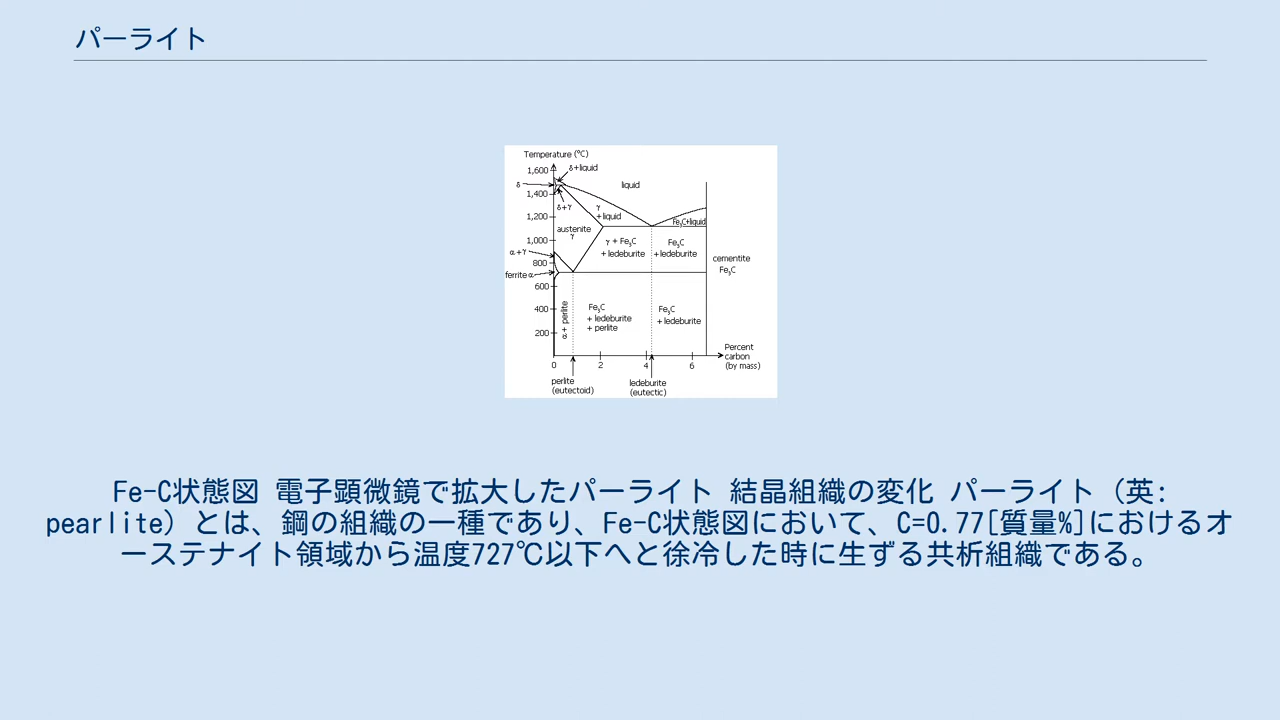 パーライト
Temperature (°C)
1,600
δ+liquid
liquid
δ
1,400
δ+γ
γ
+liquid
1,200
Fe₃C+liquid
austenite
γ
1,000
γ + Fe₃C
+ ledeburite
Fe₃C
+ ledeburite
α+γ
800
cementite
Fe₃C
ferrite α
600
400
200
α + perlite
Fe₃C
+ ledeburite
+ perlite
Fe₃C
+ ledeburite
0
2
4
6
Percent
carbon
(by mass)
perlite
(eutectoid)
ledeburite
(eutectic)
Fe-C状態図 電子顕微鏡で拡大したパーライト 結晶組織の変化 パーライト（英:
pearlite）とは、鋼の組織の一種であり、Fe-C状態図において、C=0.77[質量%]におけるオ
ーステナイト領域から温度727℃以下へと徐冷した時に生ずる共析組織である。